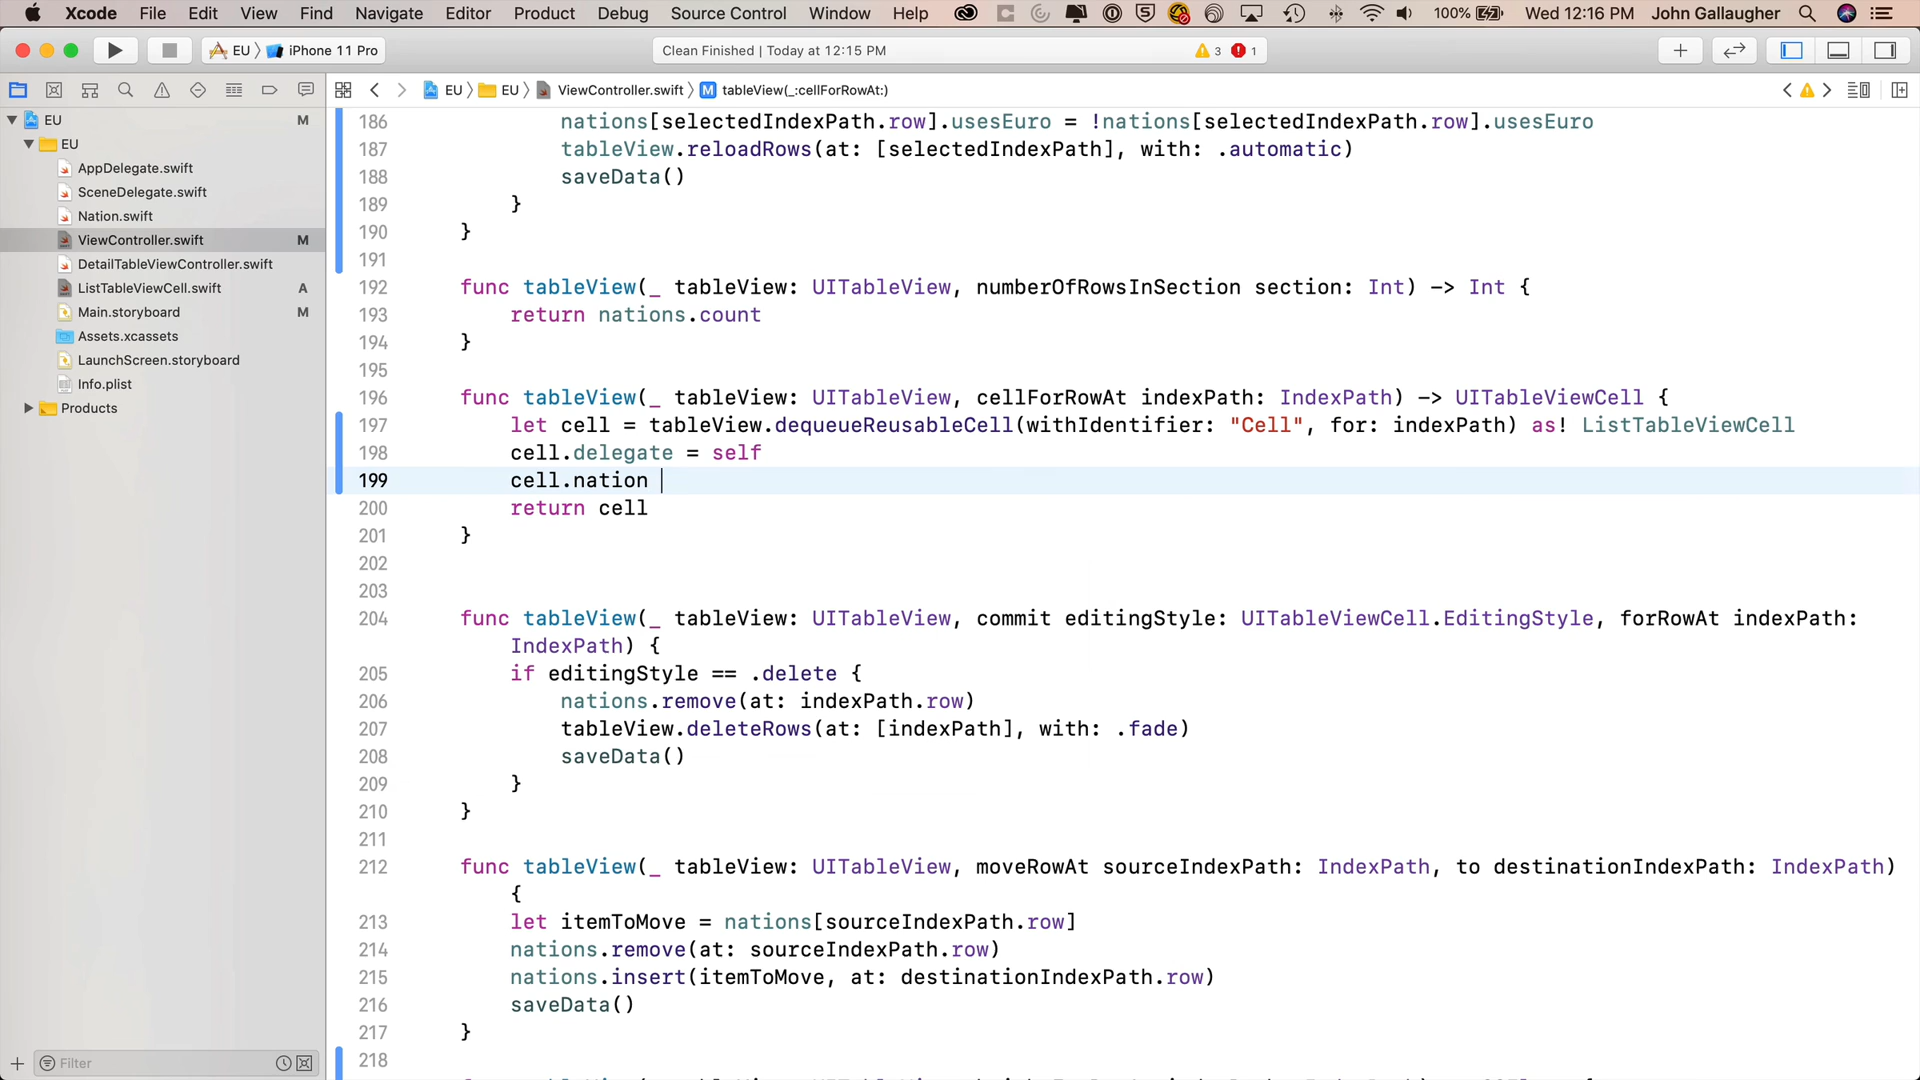 Xcode File Edit View Find Navigate Editor Product Debug Source Control Window Help 100% Wed 12:16 PM John Gallaugher
EU iPhone 11 Pro Clean Finished | Today at 12:15 PM 3 1
EU EU ViewController.swift M tableView(_:cellForRowAt:)
EU M
EU
AppDelegate.swift
SceneDelegate.swift
Nation.swift
ViewController.swift M
DetailTableViewController.swift
ListTableViewCell.swift A
Main.storyboard M
Assets.xcassets
LaunchScreen.storyboard
Info.plist
Products
Filter
186 nations[selectedIndexPath.row].usesEuro = !nations[selectedIndexPath.row].usesEuro
187 tableView.reloadRows(at: [selectedIndexPath], with: .automatic)
188 saveData()
189 }
190 }
191
192 func tableView(_ tableView: UITableView, numberOfRowsInSection section: Int) -> Int {
193 return nations.count
194 }
195
196 func tableView(_ tableView: UITableView, cellForRowAt indexPath: IndexPath) -> UITableViewCell {
197 let cell = tableView.dequeueReusableCell(withIdentifier: "Cell", for: indexPath) as! ListTableViewCell
198 cell.delegate = self
199 cell.nation
200 return cell
201 }
202
203
204 func tableView(_ tableView: UITableView, commit editingStyle: UITableViewCell.EditingStyle, forRowAt indexPath:
IndexPath) {
205 if editingStyle == .delete {
206 nations.remove(at: indexPath.row)
207 tableView.deleteRows(at: [indexPath], with: .fade)
208 saveData()
209 }
210 }
211
212 func tableView(_ tableView: UITableView, moveRowAt sourceIndexPath: IndexPath, to destinationIndexPath: IndexPath)
{
213 let itemToMove = nations[sourceIndexPath.row]
214 nations.remove(at: sourceIndexPath.row)
215 nations.insert(itemToMove, at: destinationIndexPath.row)
216 saveData()
217 }
218